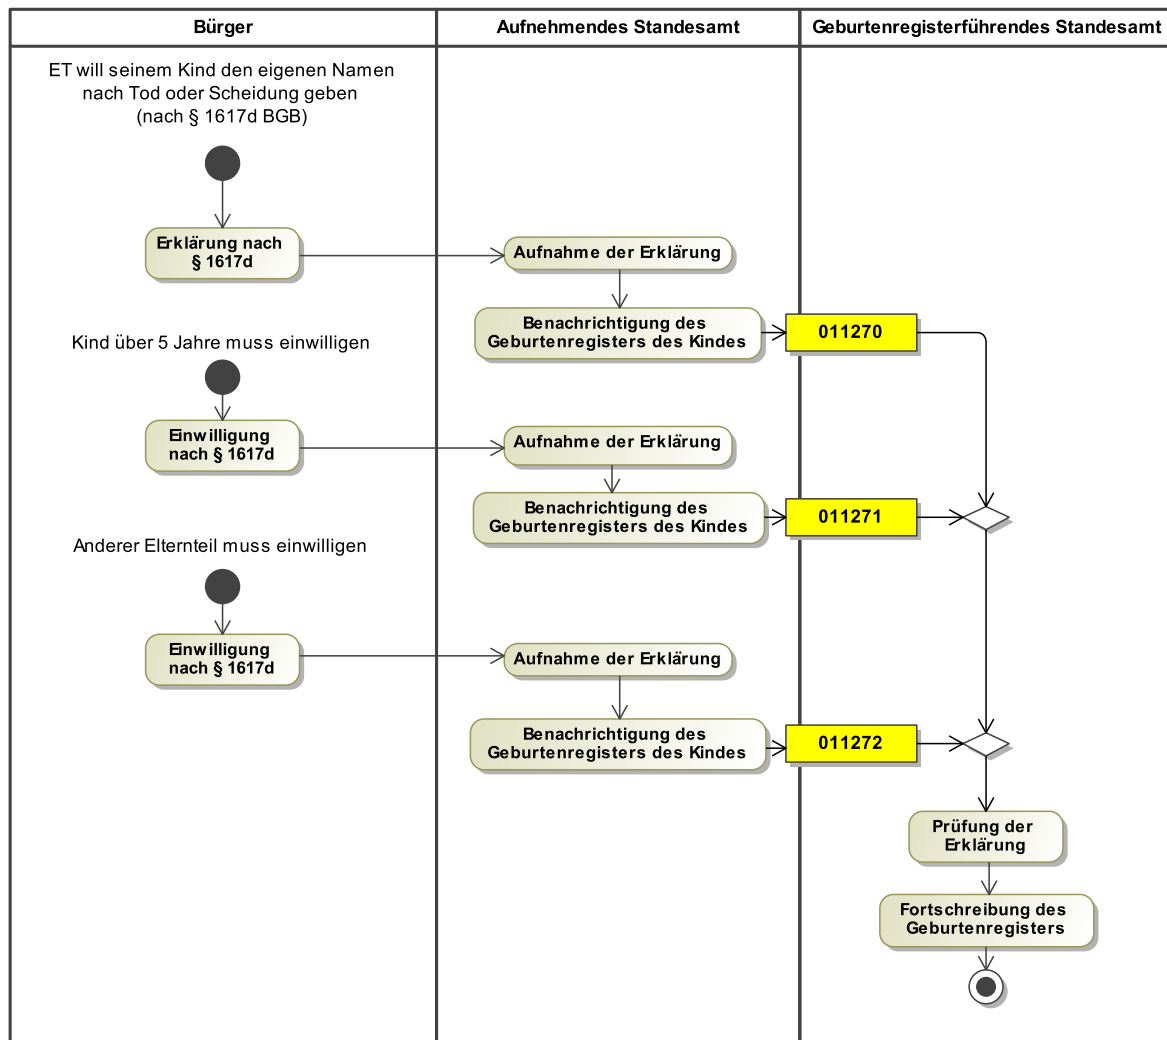 Bürger
Aufnehmendes Standesamt
Geburtenregisterführendes Standesamt
ET will seinem Kind den eigenen Namen
nach Tod oder Scheidung geben
(nach § 1617d BGB)
Erklärung nach
§ 1617d
Aufnahme der Erklärung
Benachrichtigung des
Geburtenregisters des Kindes
011270
Kind über 5 Jahre muss einwilligen
Einwilligung
nach § 1617d
Aufnahme der Erklärung
Benachrichtigung des
Geburtenregisters des Kindes
011271
Anderer Elternteil muss einwilligen
Einwilligung
nach § 1617d
Aufnahme der Erklärung
Benachrichtigung des
Geburtenregisters des Kindes
011272
Prüfung der
Erklärung
Fortschreibung des
Geburtenregisters